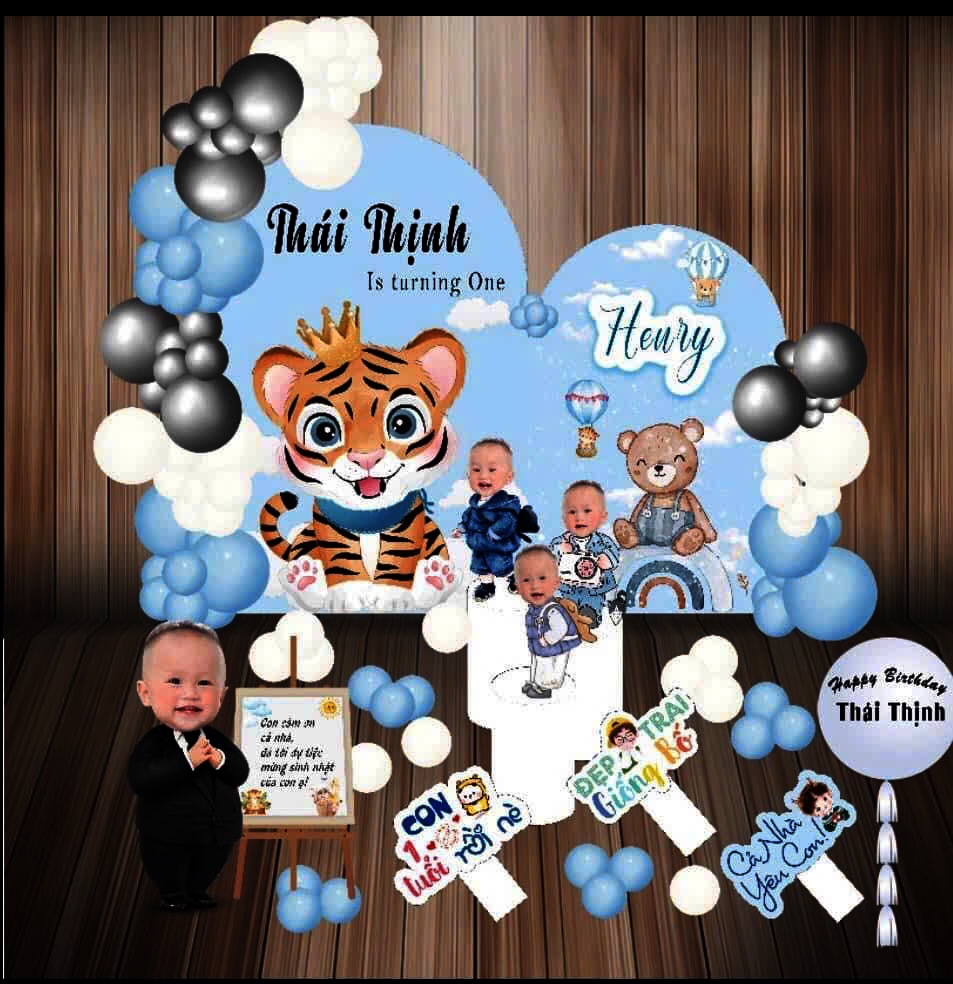 Thái Thịnh
Is turning One
Henry
Happy Birthday
Thái Thịnh
Con cảm ơn
cả nhà,
đã tới dự tiệc
mừng sinh nhật
của con ạ!
CON
1
tuổi
rồi nè
ĐẸP TRAI
Giống Bố
Cả Nhà
Yêu Con!